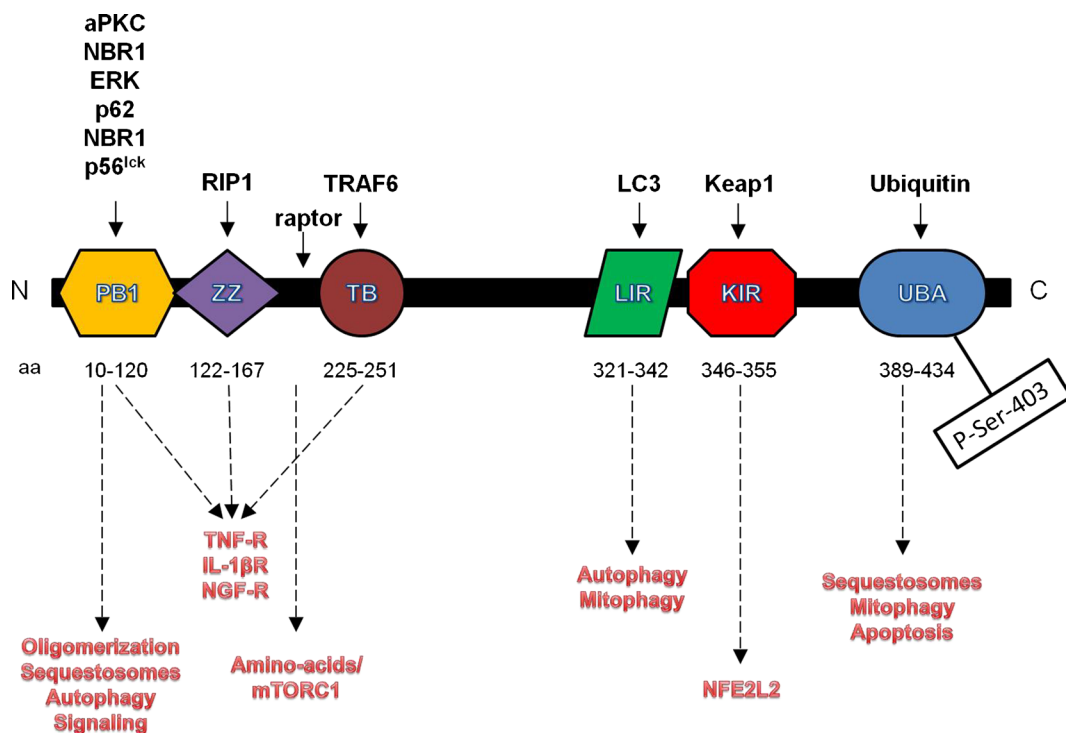 aPKC
NBR1
ERK
p62
NBR1
p56lck
RIP1
raptor
TRAF6
LC3
Keap1
Ubiquitin
N
PB1
ZZ
TB
LIR
KIR
UBA
C
aa
10-120
122-167
225-251
321-342
346-355
389-434
P-Ser-403
TNF-R
IL-1βR
NGF-R
Autophagy
Mitophagy
Sequestosomes
Mitophagy
Apoptosis
Oligomerization
Sequestosomes
Autophagy
Signaling
Amino-acids/
mTORC1
NFE2L2